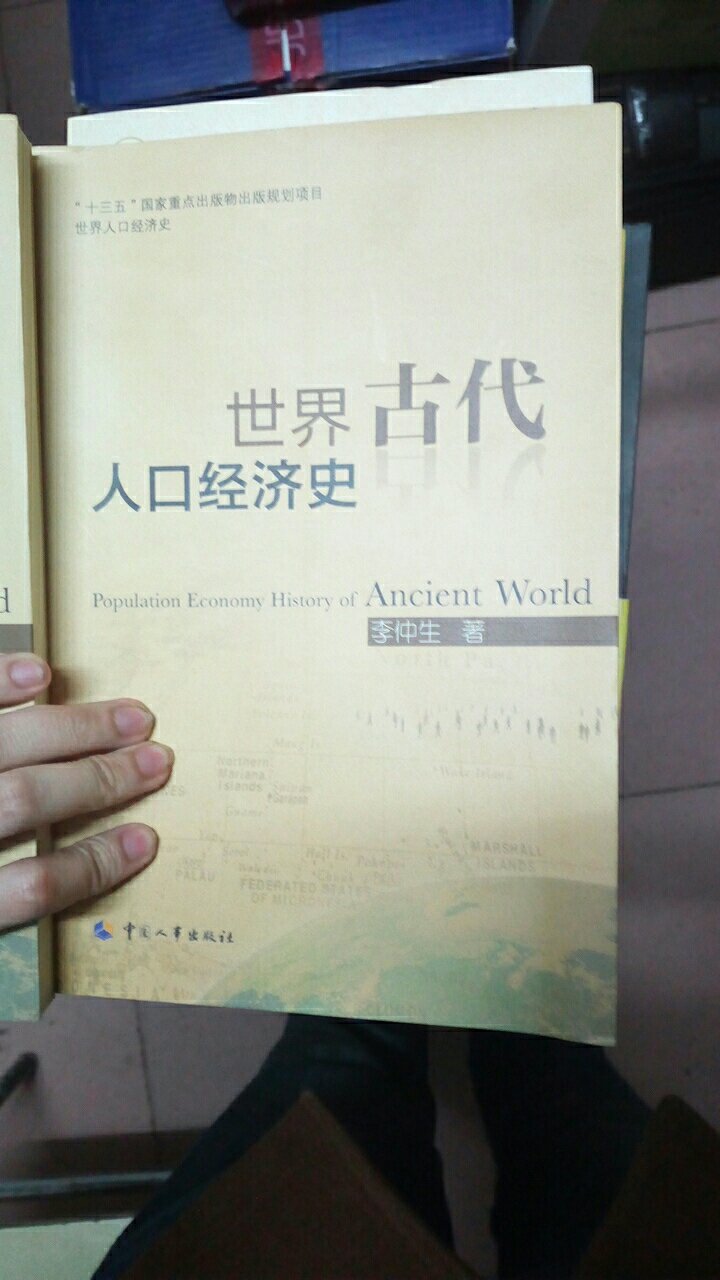 “十三五”国家重点出版物出版规划项目
世界人口经济史
世界古代
人口经济史
Population Economy History of Ancient World
李仲生 著
Northern
Mariana
Islands
Guam
MARSHALL
ISLANDS
PALAU
FEDERATED STATES
OF MICRONESIA
中国人事出版社